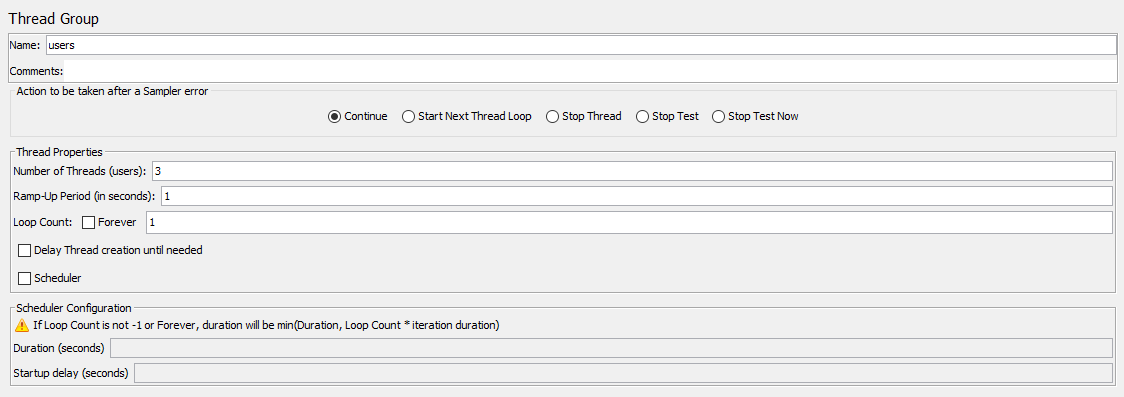 Thread Group
Name: users
Comments:
Action to be taken after a Sampler error
Continue Start Next Thread Loop Stop Thread Stop Test Stop Test Now
Thread Properties
Number of Threads (users): 3
Ramp-Up Period (in seconds): 1
Loop Count: Forever 1
Delay Thread creation until needed
Scheduler
Scheduler Configuration
If Loop Count is not -1 or Forever, duration will be min(Duration, Loop Count * iteration duration)
Duration (seconds)
Startup delay (seconds)